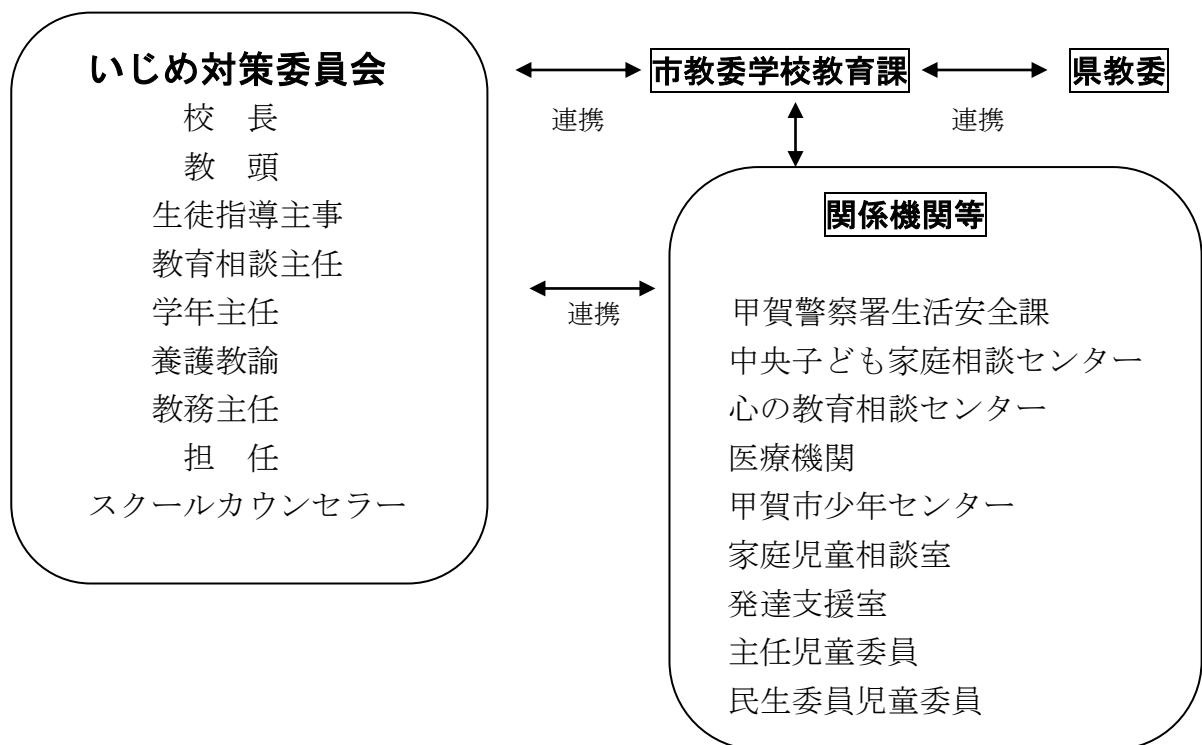 いじめ対策委員会
校　長
教　頭
生徒指導主事
教育相談主任
学年主任
養護教諭
教務主任
担　任
スクールカウンセラー
連携
市教委学校教育課
連携
県教委
連携
関係機関等
甲賀警察署生活安全課
中央子ども家庭相談センター
心の教育相談センター
医療機関
甲賀市少年センター
家庭児童相談室
発達支援室
主任児童委員
民生委員児童委員